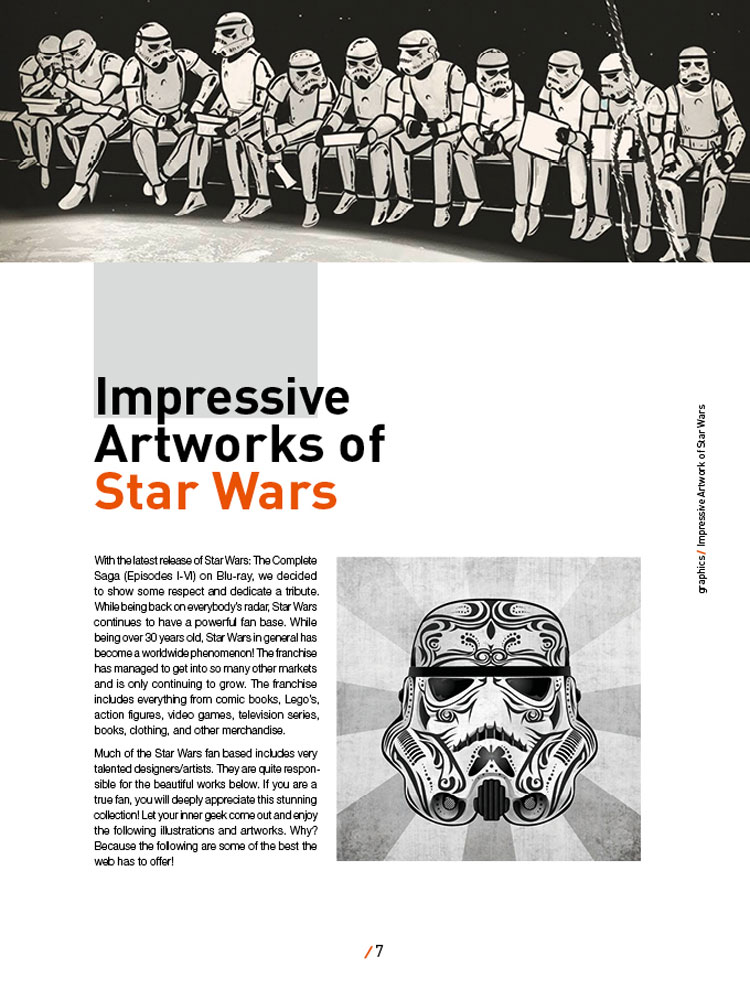 Impressive
Artworks of
Star Wars
graphics / Impressive Artwork of Star Wars
With the latest release of Star Wars: The Complete
Saga (Episodes I-VI) on Blu-ray, we decided
to show some respect and dedicate a tribute.
While being back on everybody's radar, Star Wars
continues to have a powerful fan base. While
being over 30 years old, Star Wars in general has
become a worldwide phenomenon! The franchise
has managed to get into so many other markets
and is only continuing to grow. The franchise
includes everything from comic books, Lego's,
action figures, video games, television series,
books, clothing, and other merchandise.
Much of the Star Wars fan based includes very
talented designers/artists. They are quite respon-
sible for the beautiful works below. If you are a
true fan, you will deeply appreciate this stunning
collection! Let your inner geek come out and enjoy
the following illustrations and artworks. Why?
Because the following are some of the best the
web has to offer!
/ 7